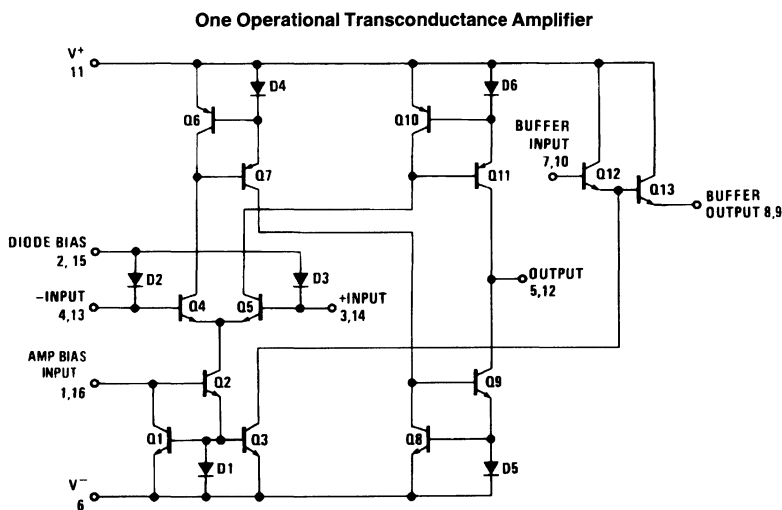 One Operational Transconductance Amplifier
V+
11
D4
D6
Q6
Q10
BUFFER
INPUT
7,10
Q12
Q7
Q11
Q13
BUFFER
OUTPUT 8,9
DIODE BIAS
2, 15
D2
D3
OUTPUT
5,12
–INPUT
4,13
Q4
Q5
+INPUT
3,14
AMP BIAS
INPUT
1,16
Q2
Q9
Q1
Q3
Q8
D1
D5
V–
6